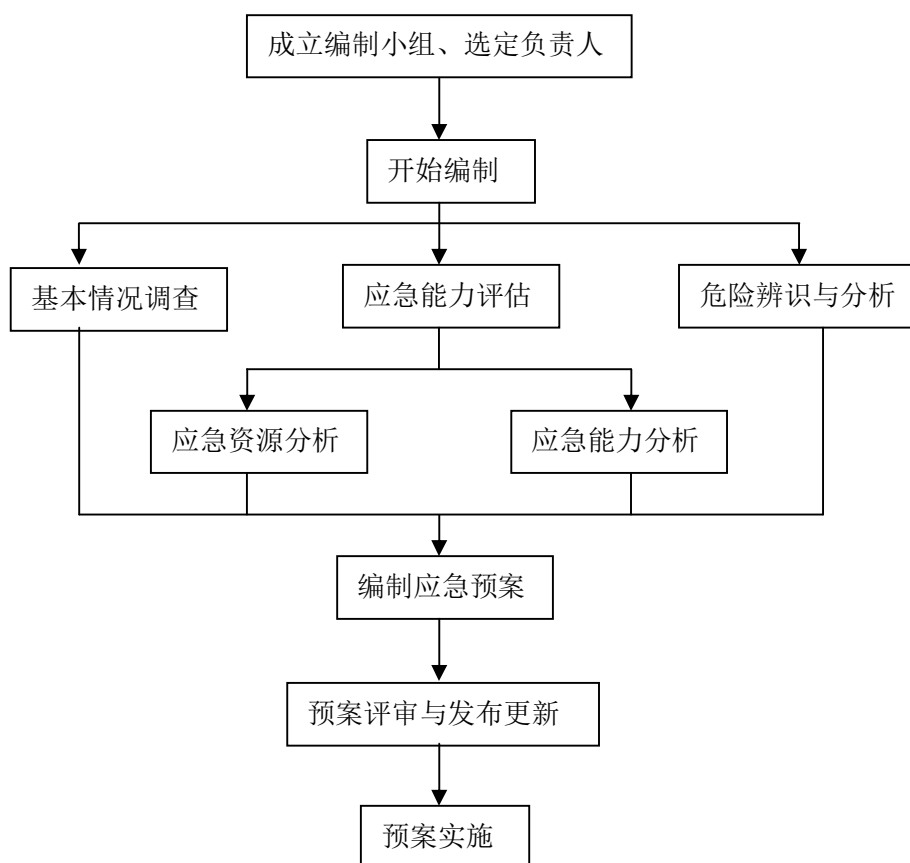 成立编制小组、选定负责人
开始编制
基本情况调查
应急能力评估
危险辨识与分析
应急资源分析
应急能力分析
编制应急预案
预案评审与发布更新
预案实施